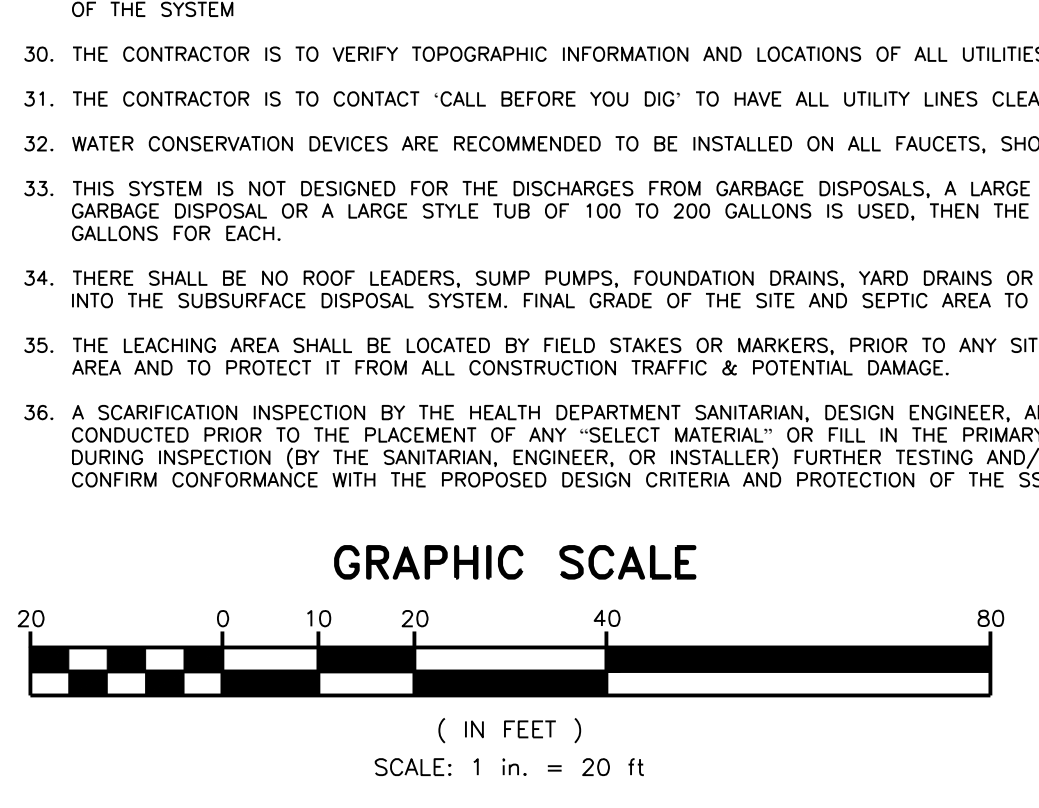 OF THE SYSTEM
30. THE CONTRACTOR IS TO VERIFY TOPOGRAPHIC INFORMATION AND LOCATIONS OF ALL UTILITIES
31. THE CONTRACTOR IS TO CONTACT ‘CALL BEFORE YOU DIG’ TO HAVE ALL UTILITY LINES
32. WATER CONSERVATION DEVICES ARE RECOMMENDED TO BE INSTALLED ON ALL FAUCETS,
33. THIS SYSTEM IS NOT DESIGNED FOR THE DISCHARGES FROM GARBAGE DISPOSALS, A LARGE
GARBAGE DISPOSAL OR A LARGE STYLE TUB OF 100 TO 200 GALLONS IS USED, THEN THE
GALLONS FOR EACH.
34. THERE SHALL BE NO ROOF LEADERS, SUMP PUMPS, FOUNDATION DRAINS, YARD DRAINS OR
INTO THE SUBSURFACE DISPOSAL SYSTEM. FINAL GRADE OF THE SITE AND SEPTIC AREA TO
35. THE LEACHING AREA SHALL BE LOCATED BY FIELD STAKES OR MARKERS, PRIOR TO ANY
AREA AND TO PROTECT IT FROM ALL CONSTRUCTION TRAFFIC & POTENTIAL DAMAGE.
36. A SCARIFICATION INSPECTION BY THE HEALTH DEPARTMENT SANITARIAN, DESIGN ENGINEER,
CONDUCTED PRIOR TO THE PLACEMENT OF ANY “SELECT MATERIAL” OR FILL IN THE PRIMARY
DURING INSPECTION (BY THE SANITARIAN, ENGINEER, OR INSTALLER) FURTHER TESTING AND/
CONFIRM CONFORMANCE WITH THE PROPOSED DESIGN CRITERIA AND PROTECTION OF THE
GRAPHIC SCALE
20 0 10 20 40 80
( IN FEET )
SCALE: 1 in. = 20 ft